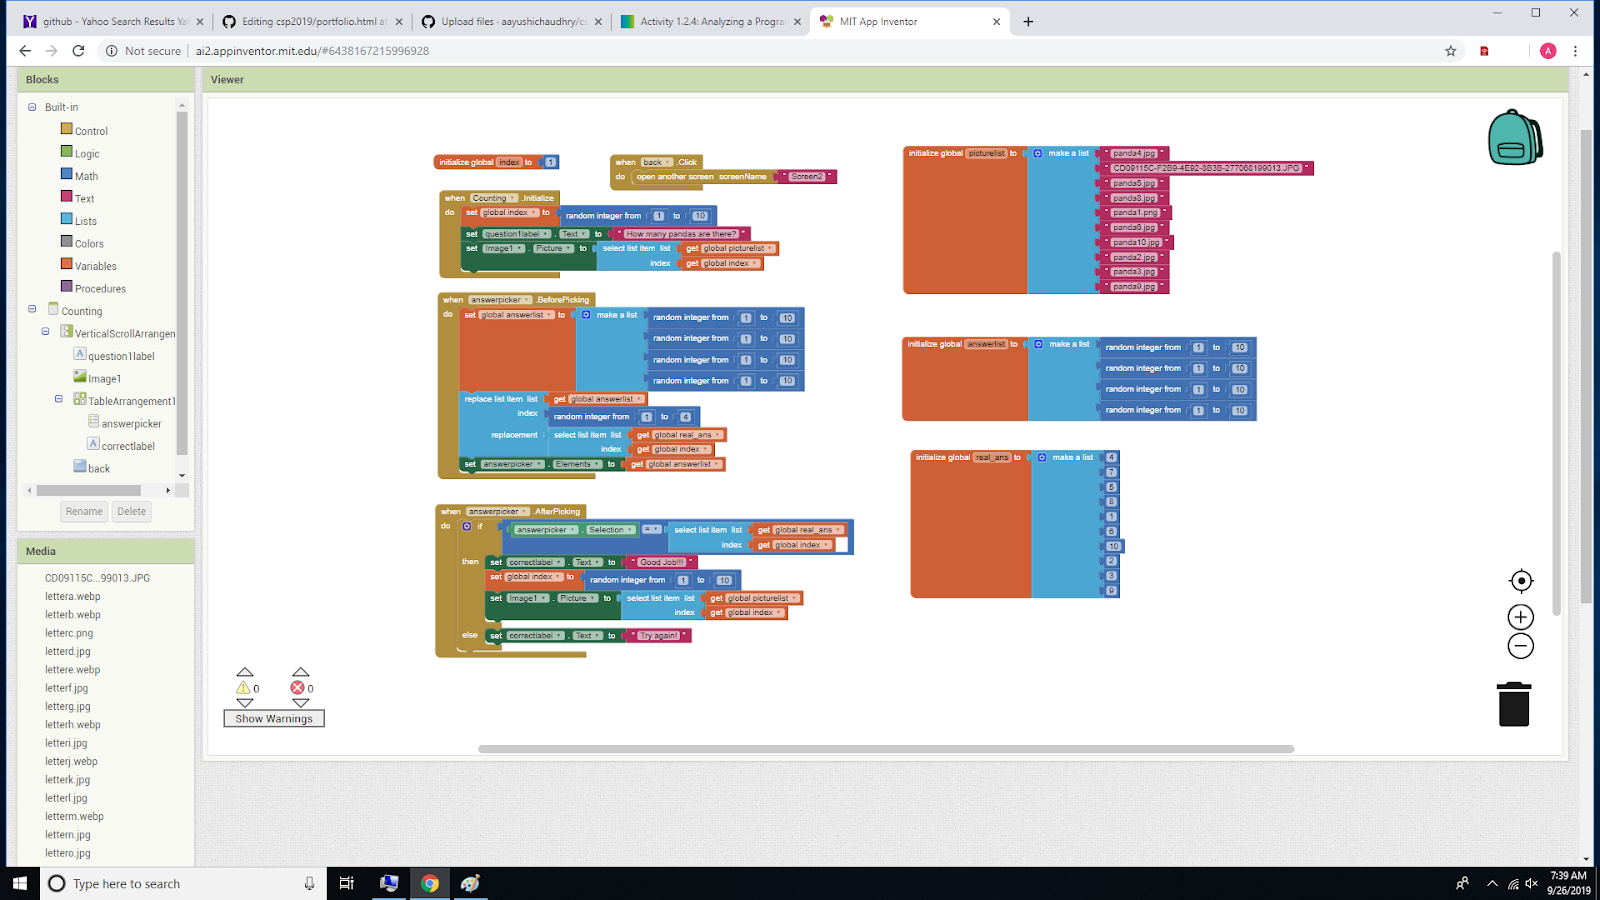 github - Yahoo Search Results Ya
Editing csp2019/portfolio.html at
Upload files · aayushichaudhry/c
Activity 1.2.4: Analyzing a Progra
MIT App Inventor
Not secure
ai2.appinventor.mit.edu/#6438167215996928
A
Blocks
Viewer
Built-in
Control
Logic
Math
Text
Lists
Colors
Variables
Procedures
Counting
VerticalScrollArrangen
question1label
Image1
TableArrangement1
answerpicker
correctlabel
back
Rename
Delete
Media
CD09115C...99013.JPG
lettera.webp
letterb.webp
letterc.png
letterd.jpg
lettere.webp
letterf.jpg
letterg.jpg
letterh.webp
letteri.jpg
letterj.webp
letterk.jpg
letterl.jpg
letterm.webp
lettern.jpg
lettero.jpg
initialize global index to 1
when back .Click
do open another screen screenName " Screen2 "
when Counting .Initialize
do set global index to random integer from 1 to 10
set question1label . Text to " How many pandas are there? "
set Image1 . Picture to select list item list get global picturelist
index get global index
when answerpicker .BeforePicking
do set global answerlist to make a list random integer from 1 to 10
random integer from 1 to 10
random integer from 1 to 10
random integer from 1 to 10
replace list item list get global answerlist
index random integer from 1 to 4
replacement select list item list get global real_ans
index get global index
set answerpicker . Elements to get global answerlist
when answerpicker .AfterPicking
do if answerpicker . Selection = select list item list get global real_ans
index get global index
then set correctlabel . Text to " Good Job!!! "
set global index to random integer from 1 to 10
set Image1 . Picture to select list item list get global picturelist
index get global index
else set correctlabel . Text to " Try again! "
initialize global picturelist to make a list " panda4.jpg "
" CD09115C-F2B9-4E92-8B3B-277068199013.JPG "
" panda5.jpg "
" panda8.jpg "
" panda1.png "
" panda6.jpg "
" panda10.jpg "
" panda2.jpg "
" panda3.jpg "
" panda9.jpg "
initialize global answerlist to make a list random integer from 1 to 10
random integer from 1 to 10
random integer from 1 to 10
random integer from 1 to 10
initialize global real_ans to make a list 4
7
5
8
1
6
10
2
3
9
0
0
Show Warnings
Type here to search
7:39 AM
9/26/2019